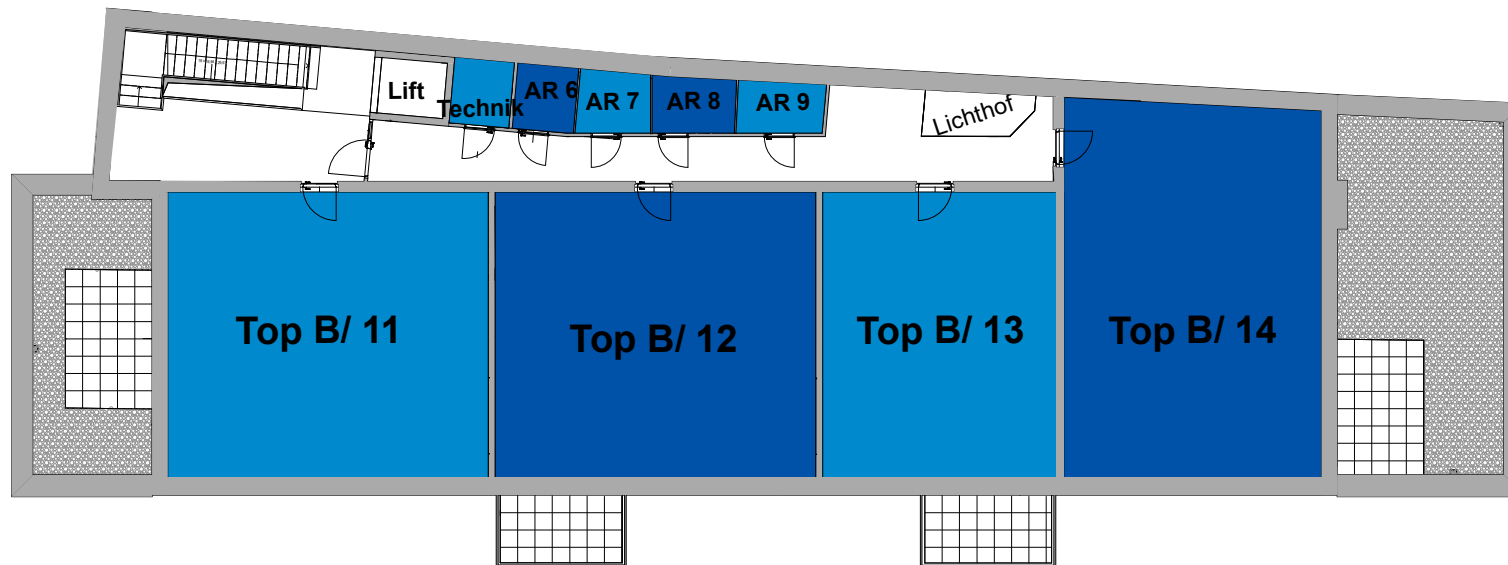 Lift
Technik
AR 6
AR 7
AR 8
AR 9
Lichthof
Top B/ 11
Top B/ 12
Top B/ 13
Top B/ 14